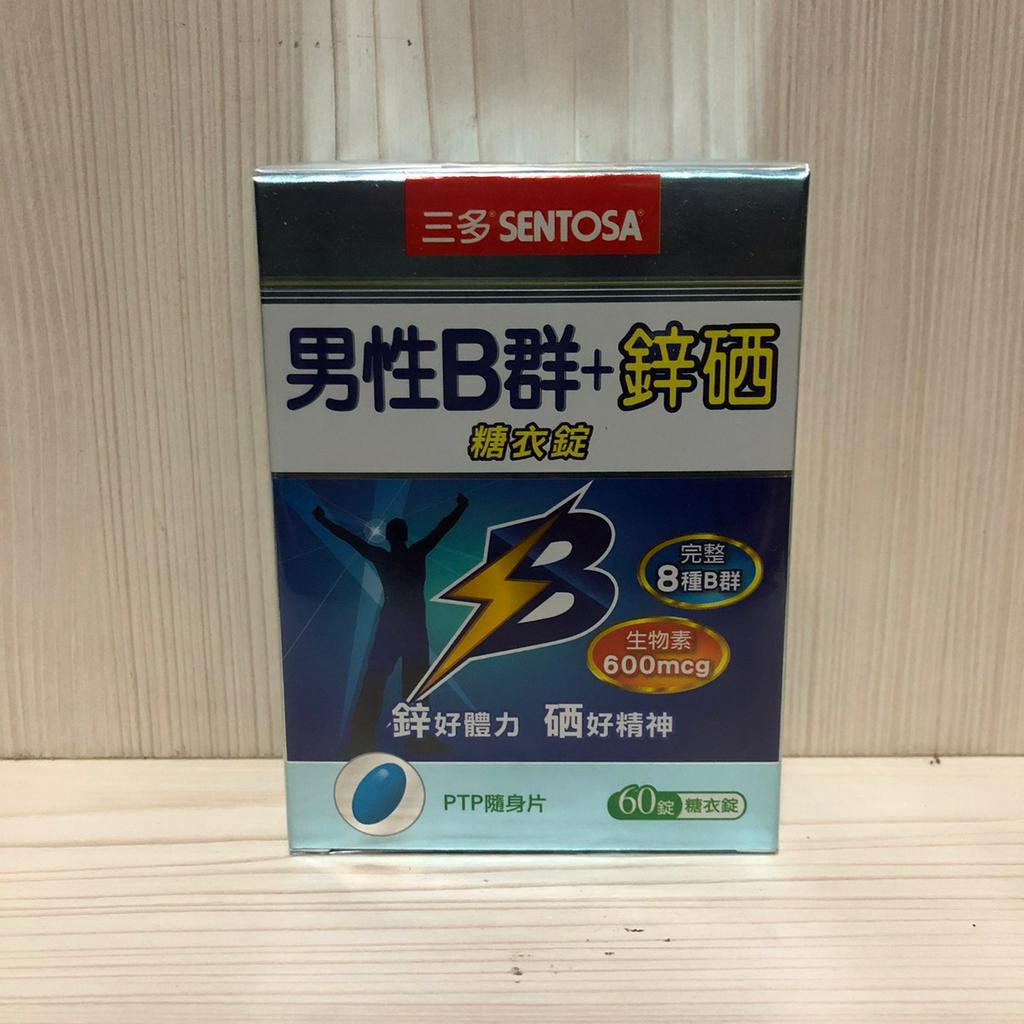 三多® SENTOSA®
男性B群+鋅硒
糖衣錠
B
完整
8種B群
生物素
600mcg
鋅好體力 硒好精神
PTP隨身片
60錠 糖衣錠